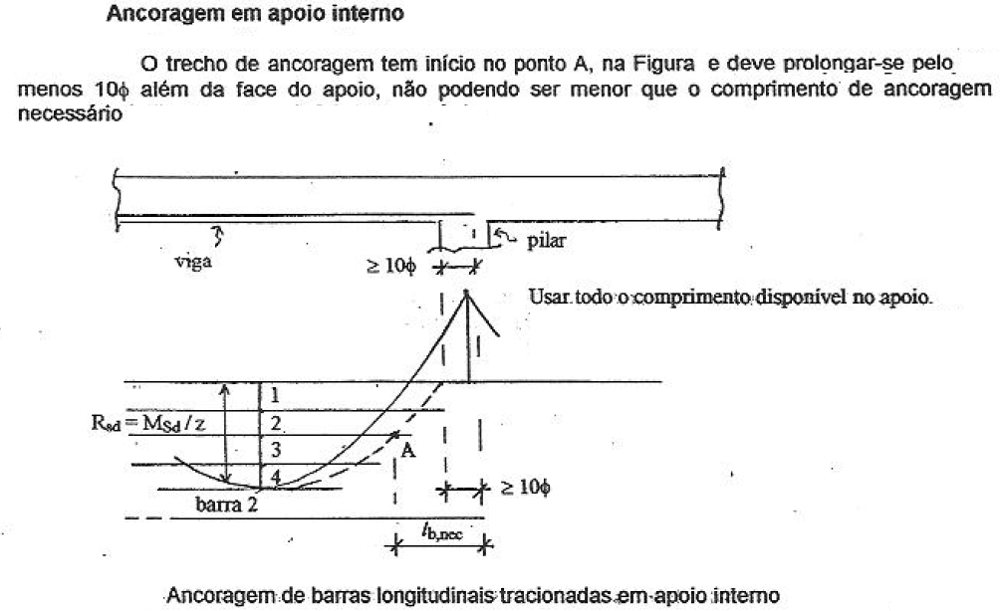 Ancoragem em apoio interno
O trecho de ancoragem tem início no ponto A, na Figura e deve prolongar-se pelo
menos 10ϕ além da face do apoio, não podendo ser menor que o comprimento de ancoragem
necessário
pilar
viga
≥ 10ϕ
Usar todo o comprimento disponível no apoio.
1
R_sd = M_Sd / z
2
3
A
4
≥ 10ϕ
barra 2
l_b,nec
Ancoragem de barras longitudinais tracionadas em apoio interno